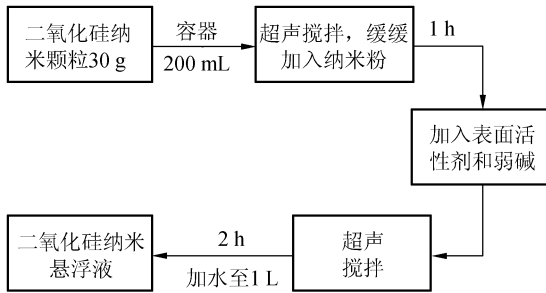 二氧化硅纳
米颗粒30 g
容器
200 mL
超声搅拌，缓缓
加入纳米粉
1 h
加入表面活
性剂和弱碱
超声
搅拌
2 h
加水至1 L
二氧化硅纳米
悬浮液